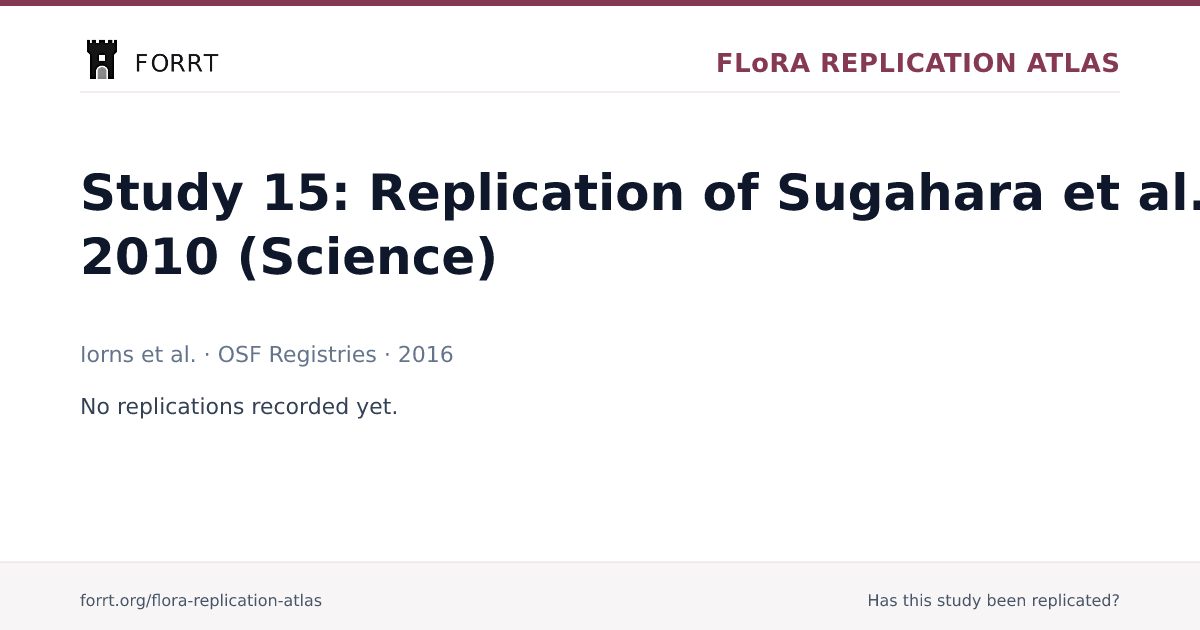 FORRT
FLoRA REPLICATION ATLAS
Study 15: Replication of Sugahara et al.
2010 (Science)
Iorns et al. · OSF Registries · 2016
No replications recorded yet.
forrt.org/flora-replication-atlas
Has this study been replicated?